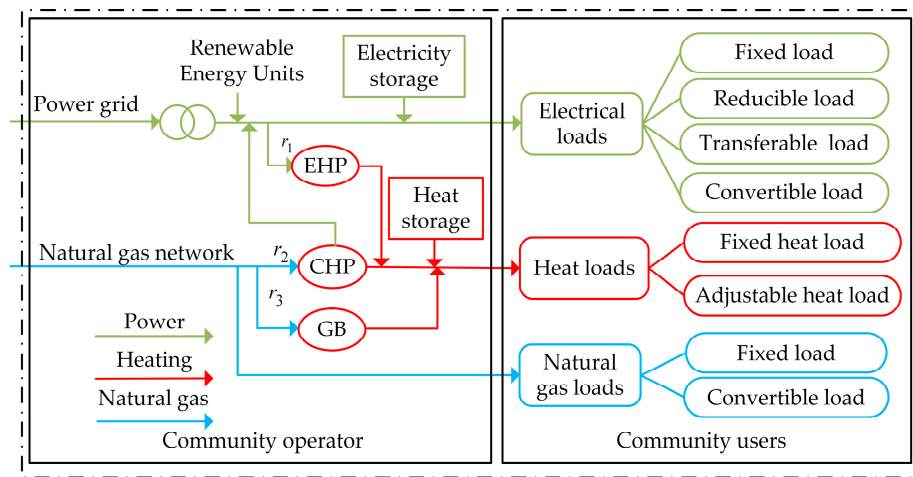 Renewable
Energy Units
Electricity
storage
Power grid
r1
EHP
Heat
storage
Natural gas network
r2
CHP
r3
GB
Power
Heating
Natural gas
Community operator
Electrical
loads
Fixed load
Reducible load
Transferable load
Convertible load
Heat loads
Fixed heat load
Adjustable heat load
Natural
gas loads
Fixed load
Convertible load
Community users